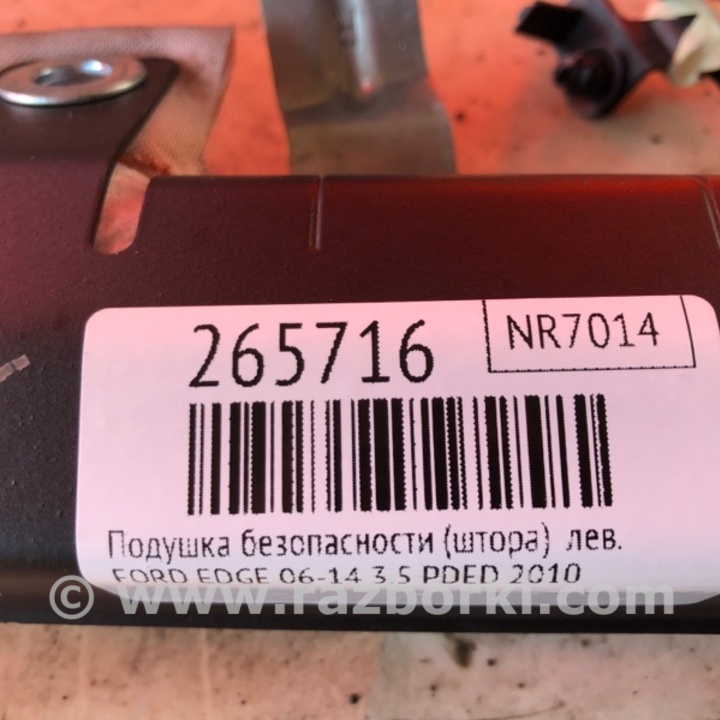 265716
NR7014
Подушка безопасности (штора) лев.
FORD EDGE 06-14 3.5 PDED 2010
© www.razborki.com